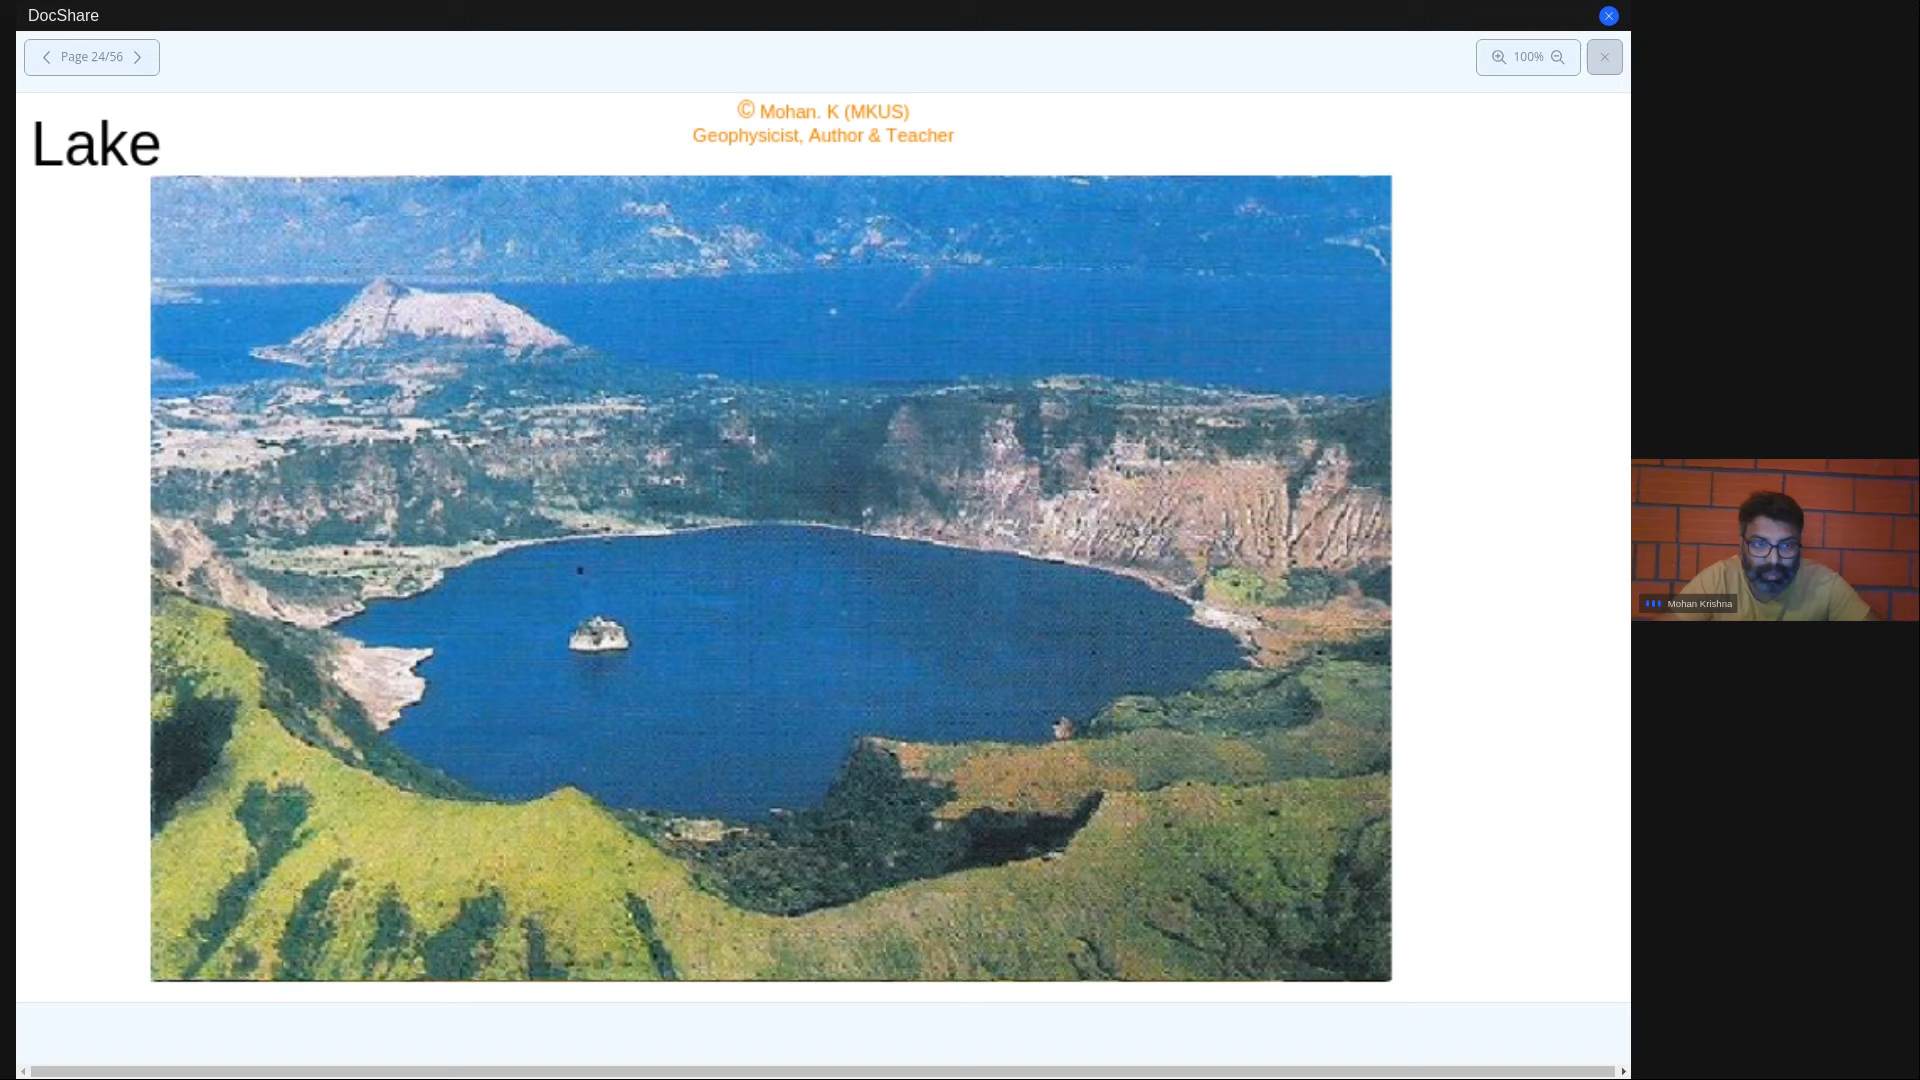 DocShare
Page 24/56
100%
© Mohan. K (MKUS)
Geophysicist, Author & Teacher
Lake
Mohan Krishna